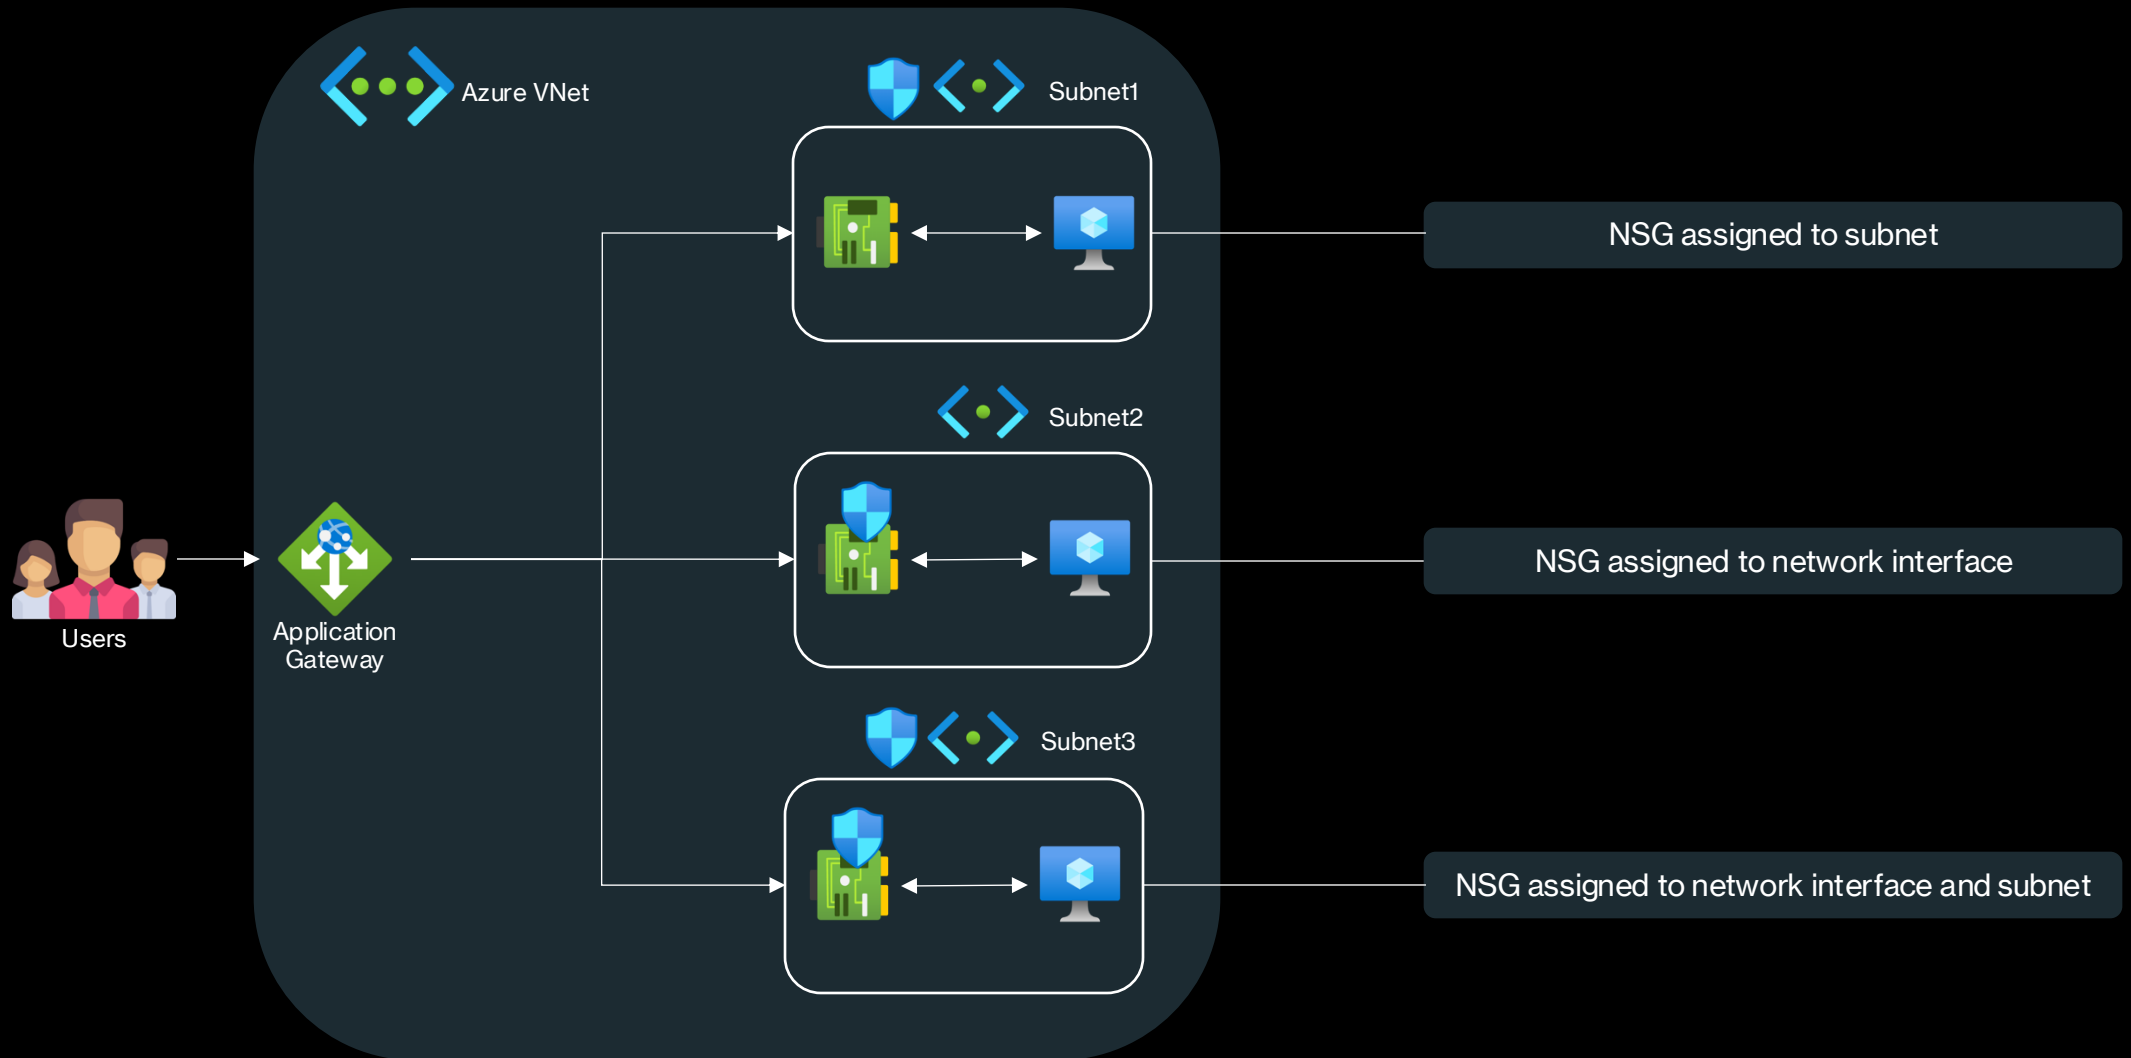 Azure VNet
Subnet1
NSG assigned to subnet
Subnet2
NSG assigned to network interface
Users
Application
Gateway
Subnet3
NSG assigned to network interface and subnet